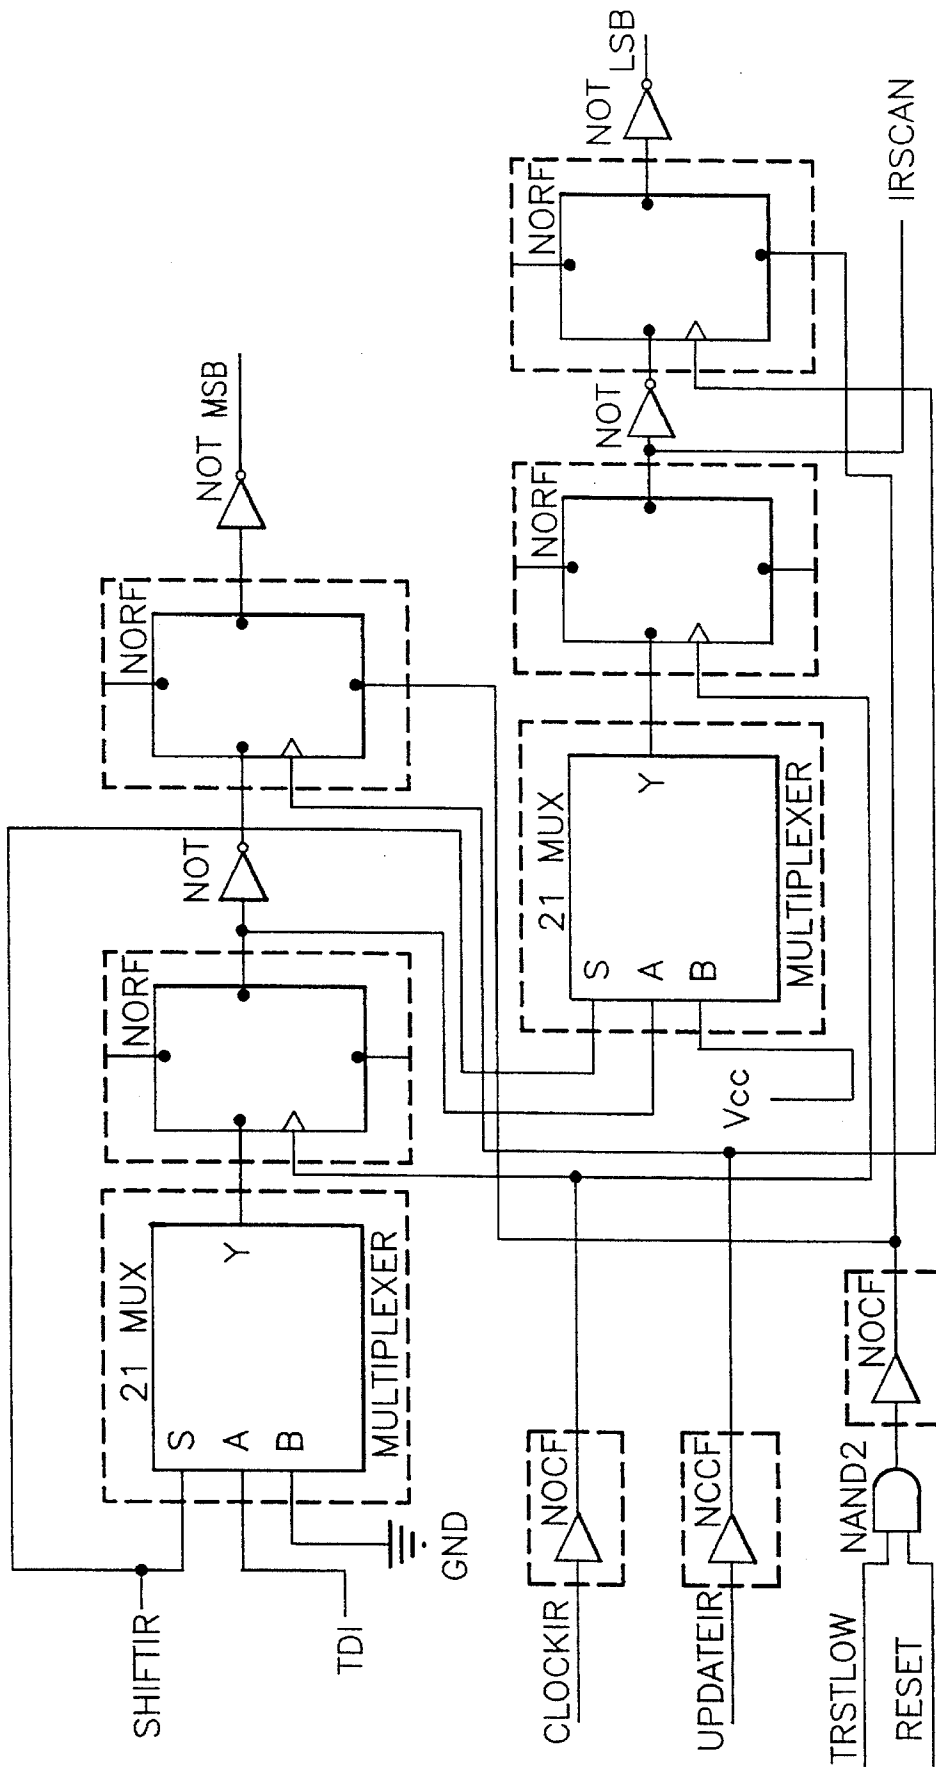 SHIFTIR
TDI
GND
S
A
B
Y
21 MUX
MULTIPLEXER
NORF
NOT
NORF
NOT
MSB
CLOCKIR
NOCF
UPDATEIR
NCCF
TRSTLOW
RESET
NAND2
NOCF
Vcc
S
A
B
Y
21 MUX
MULTIPLEXER
NORF
NOT
NORF
NOT
LSB
IRSCAN